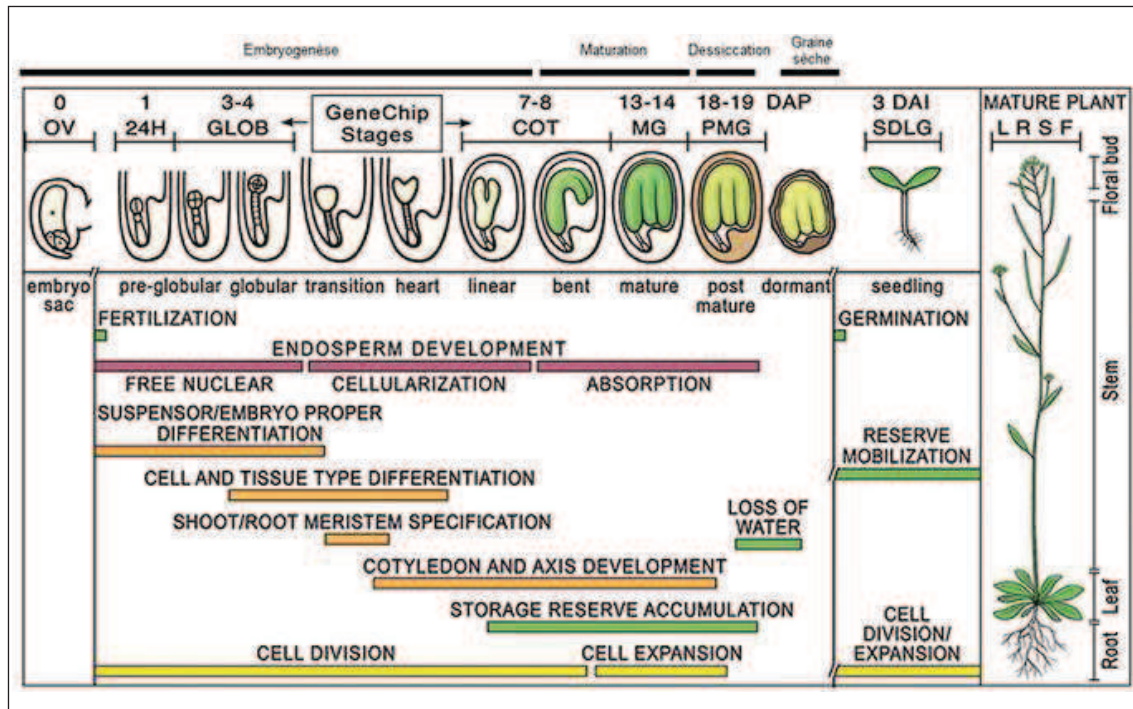 Embryogenèse
Maturation
Dessiccation
Graine
sèche
0
1
3-4
GeneChip
Stages
7-8
13-14
18-19
DAP
3 DAI
MATURE PLANT
OV
24H
GLOB
COT
MG
PMG
SDLG
L R S F
Floral bud
Stem
Leaf
Root
embryo
sac
pre-globular
globular
transition
heart
linear
bent
mature
post
mature
dormant
seedling
FERTILIZATION
GERMINATION
ENDOSPERM DEVELOPMENT
FREE NUCLEAR
CELLULARIZATION
ABSORPTION
SUSPENSOR/EMBRYO PROPER
DIFFERENTIATION
RESERVE
MOBILIZATION
CELL AND TISSUE TYPE DIFFERENTIATION
SHOOT/ROOT MERISTEM SPECIFICATION
LOSS OF
WATER
COTYLEDON AND AXIS DEVELOPMENT
STORAGE RESERVE ACCUMULATION
CELL DIVISION
CELL EXPANSION
CELL
DIVISION/
EXPANSION